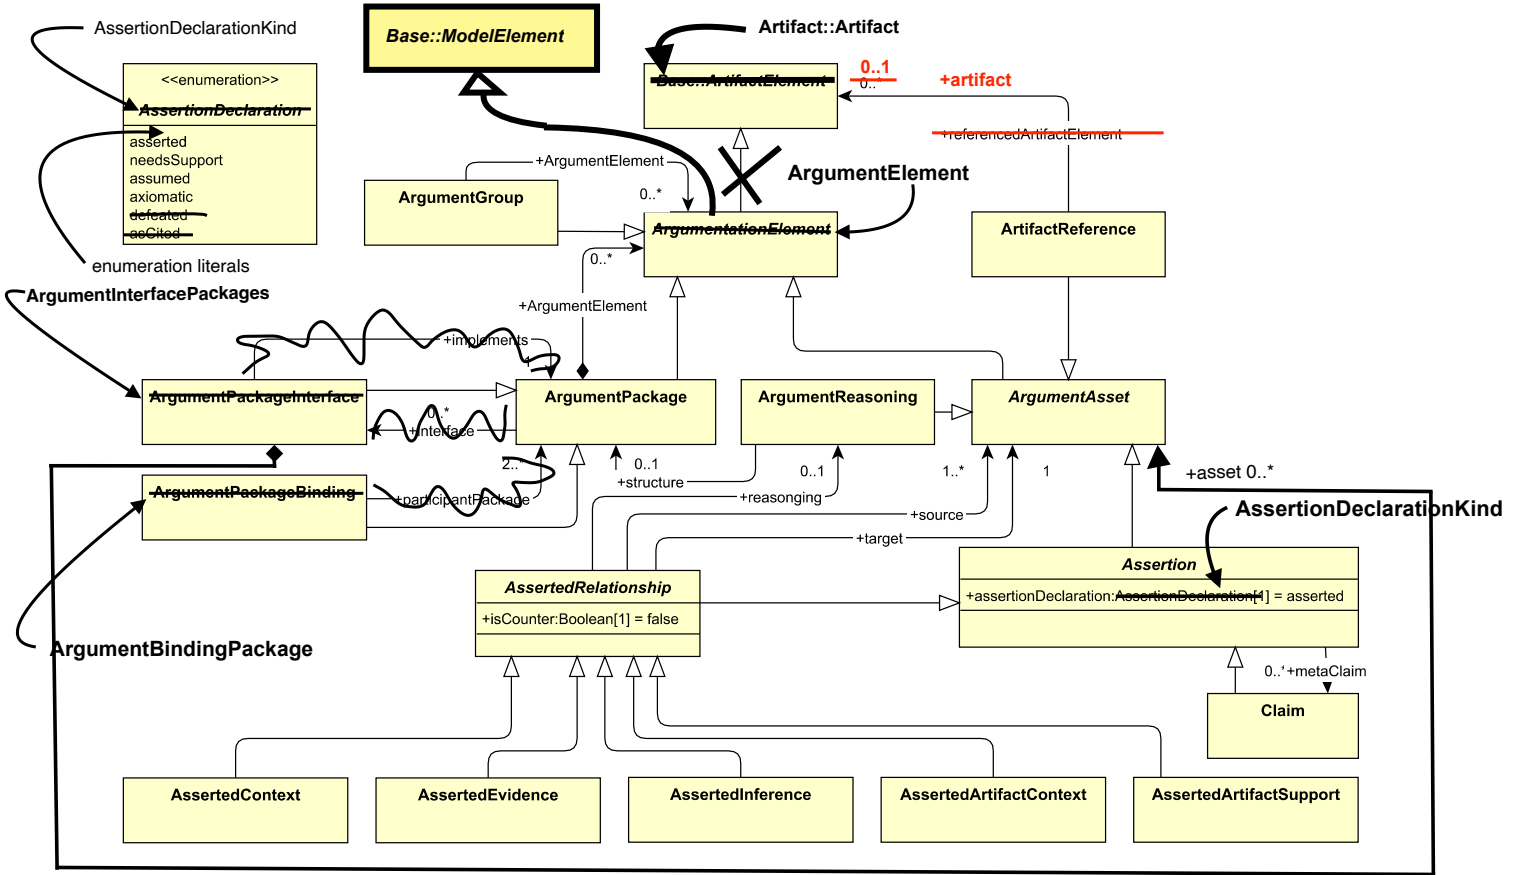 AssertionDeclarationKind
Base::ModelElement
Artifact::Artifact
<<enumeration>>
AssertionDeclaration
asserted
needsSupport
assumed
axiomatic
defeated
asCited
enumeration literals
Base::ArtifactElement
0..1
0..*
+artifact
+referencedArtifactElement
+ArgumentElement
0..*
ArgumentElement
ArgumentGroup
ArgumentationElement
ArtifactReference
0..*
+ArgumentElement
ArgumentInterfacePackages
+implements
1
ArgumentPackageInterface
ArgumentPackage
ArgumentReasoning
ArgumentAsset
0..*
+interface
ArgumentPackageBinding
2..*
+participantPackage
0..1
+structure
0..1
+reasonging
1..*
1
+source
+target
+asset 0..*
AssertionDeclarationKind
AssertedRelationship
+isCounter:Boolean[1] = false
Assertion
+assertionDeclaration:AssertionDeclaration[1] = asserted
ArgumentBindingPackage
0..*
+metaClaim
Claim
AssertedContext
AssertedEvidence
AssertedInference
AssertedArtifactContext
AssertedArtifactSupport